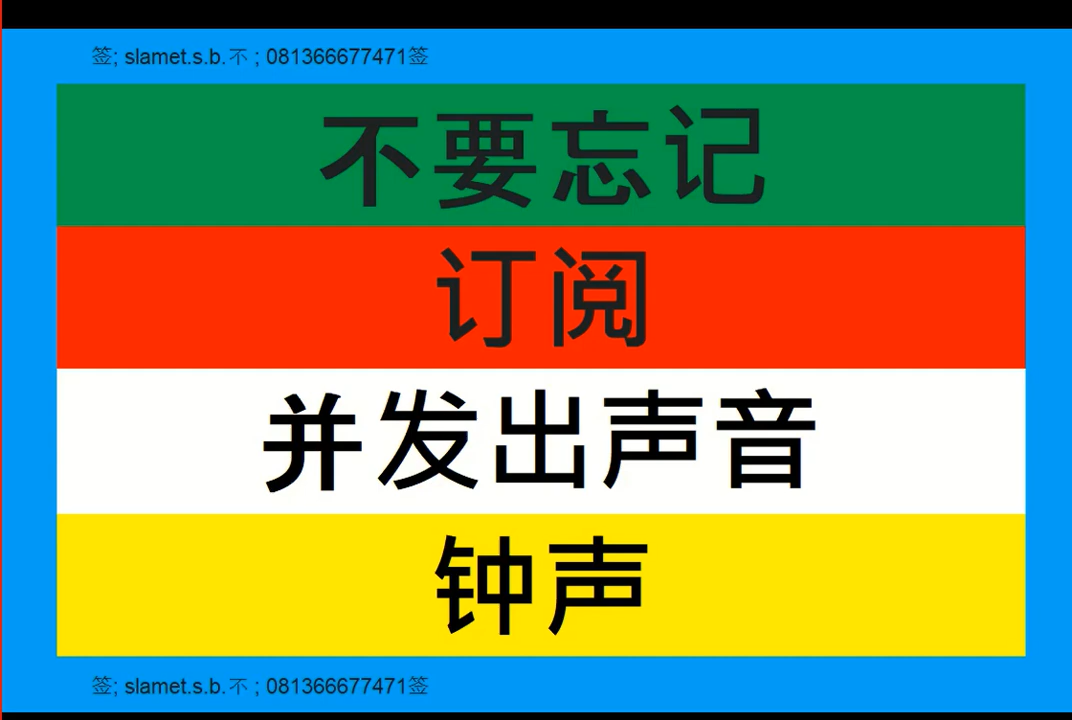 签; slamet.s.b.不 ; 081366677471签
不要忘记
订阅
并发出声音
钟声
签; slamet.s.b.不 ; 081366677471签